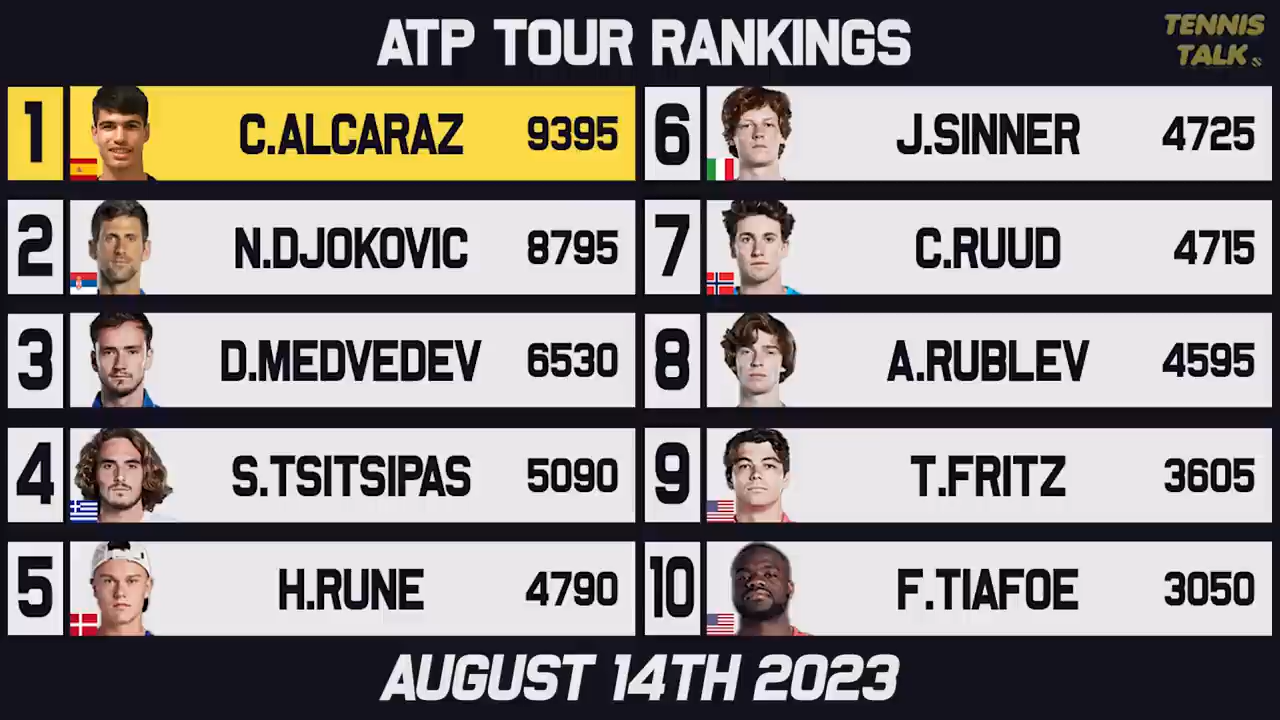 ATP TOUR RANKINGS
TENNIS
TALK
1 C.ALCARAZ 9395
2 N.DJOKOVIC 8795
3 D.MEDVEDEV 6530
4 S.TSITSIPAS 5090
5 H.RUNE 4790
6 J.SINNER 4725
7 C.RUUD 4715
8 A.RUBLEV 4595
9 T.FRITZ 3605
10 F.TIAFOE 3050
AUGUST 14TH 2023